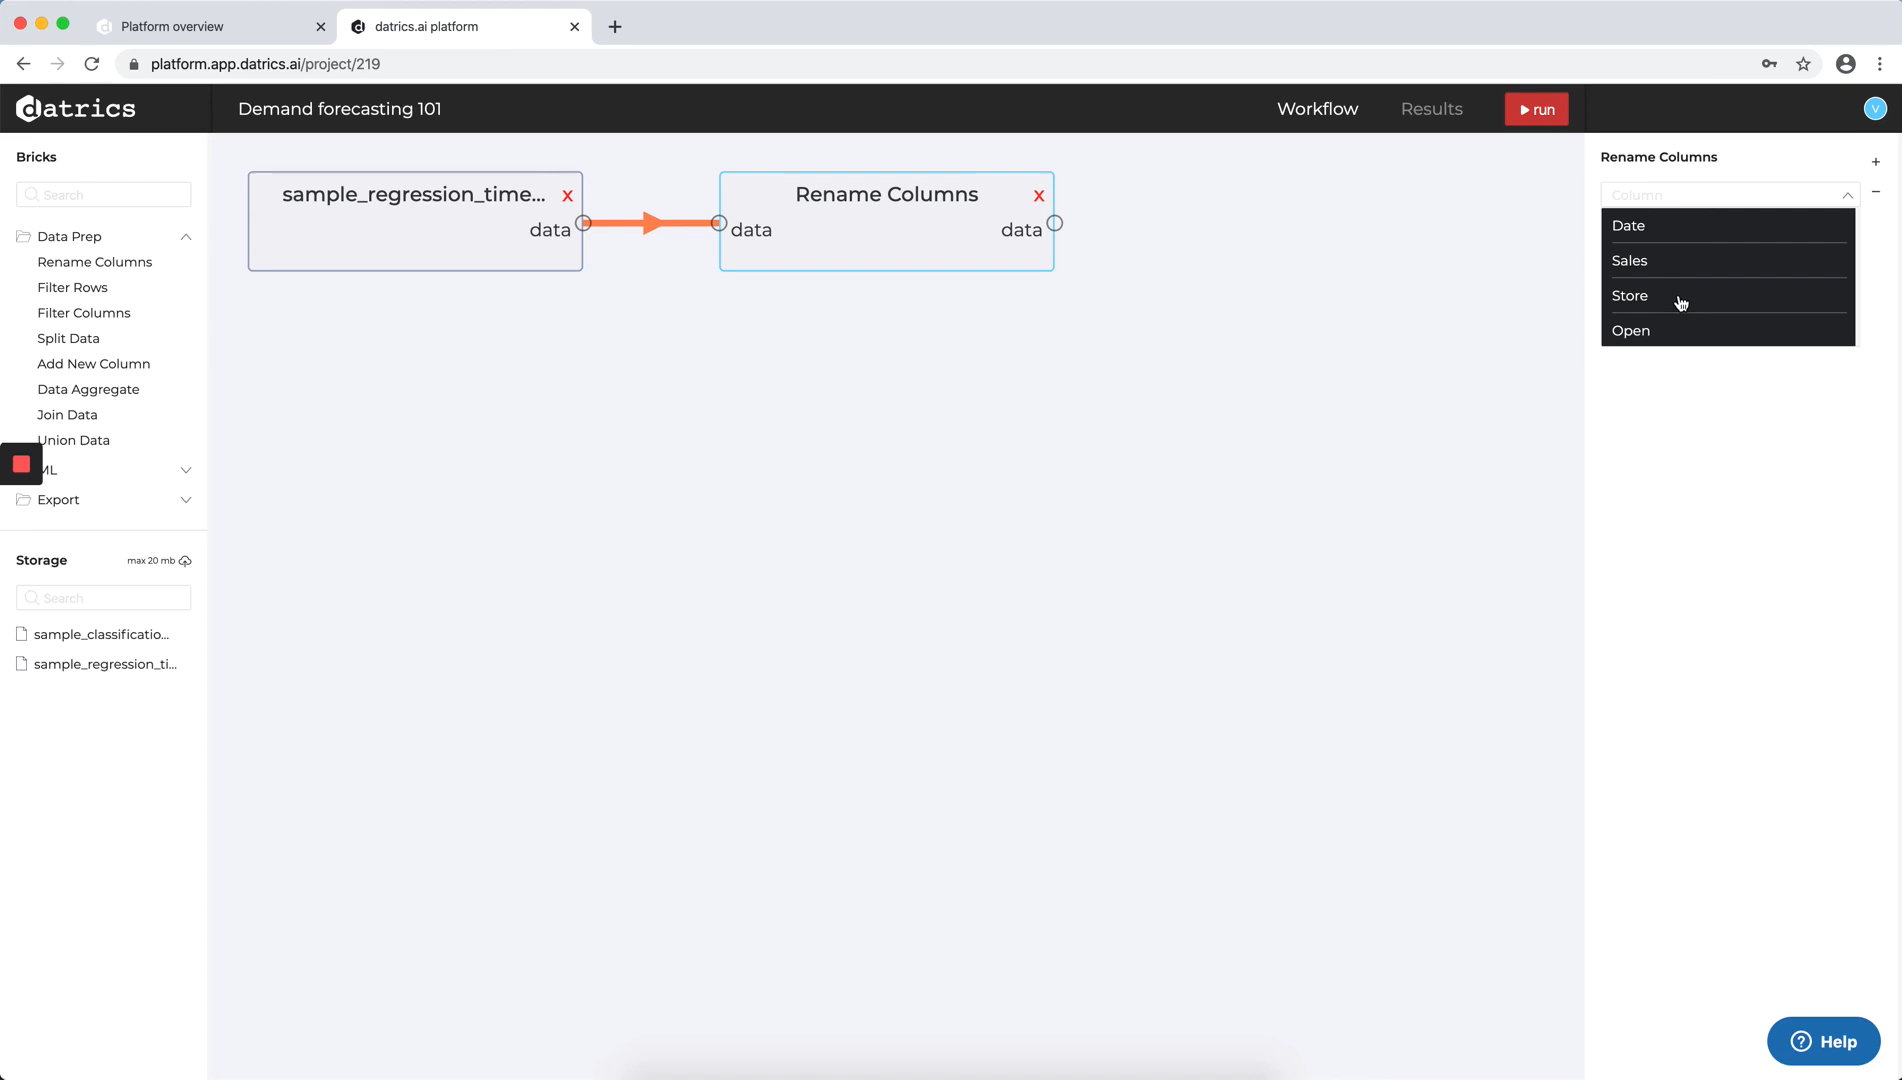 Platform overview
datrics.ai platform
platform.app.datrics.ai/project/219
datrics
Demand forecasting 101
Workflow
Results
run
V
Bricks
Search
Data Prep
Rename Columns
Filter Rows
Filter Columns
Split Data
Add New Column
Data Aggregate
Join Data
Union Data
ML
Export
Storage
max 20 mb
Search
sample_classificatio...
sample_regression_ti...
sample_regression_time...
x
data
Rename Columns
x
data
data
Rename Columns
+
Column
−
Date
Sales
Store
Open
? Help